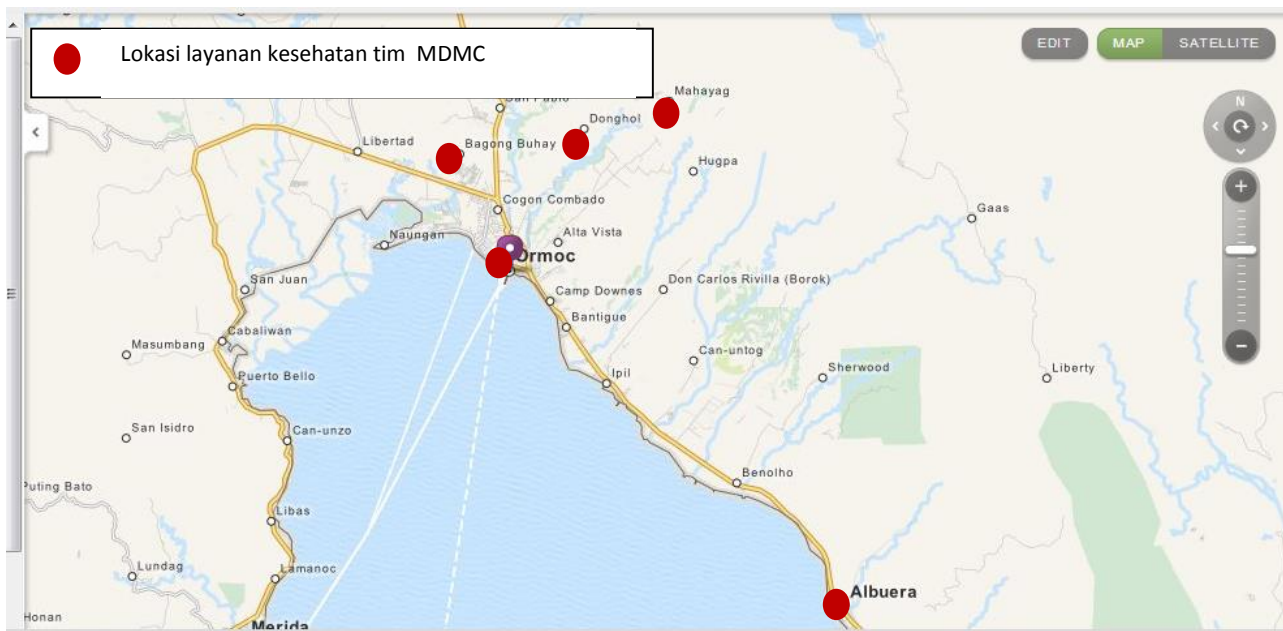 Lokasi layanan kesehatan tim MDMC
EDIT
MAP
SATELLITE
N
San Pablo
Mahayag
Donghol
Libertad
Bagong Buhay
Hugpa
Cogon Combado
Gaas
Naungan
Alta Vista
Ormoc
San Juan
Don Carlos Rivilla (Borok)
Camp Downes
Bantigue
Cabaliwan
Masumbang
Can-untog
Puerto Bello
Ipil
Sherwood
Liberty
San Isidro
Can-unzo
Benolho
Puting Bato
Libas
Lundag
Lamanoc
Albuera
Honan
Merida